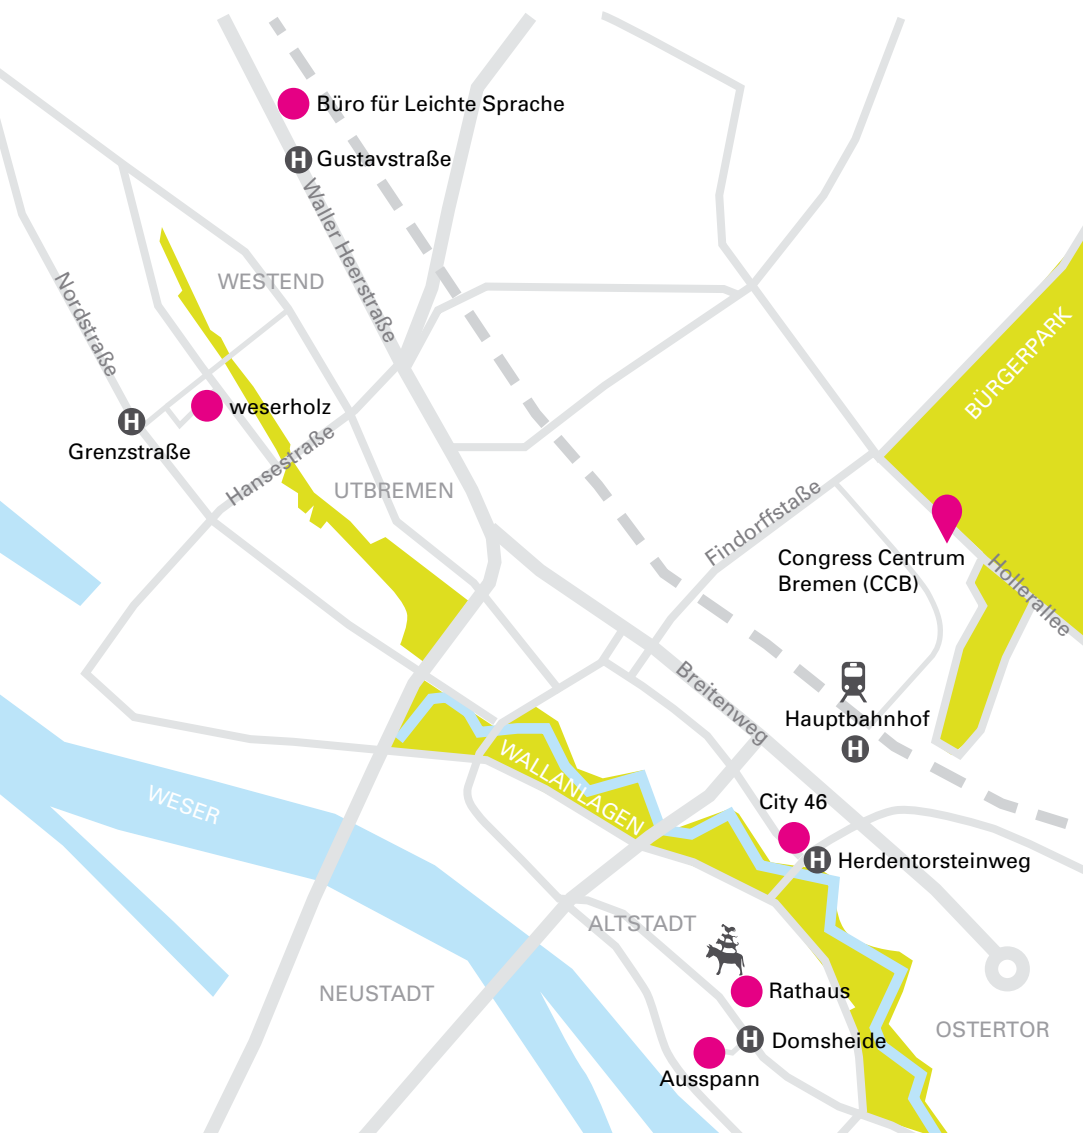 Büro für Leichte Sprache
H Gustavstraße
Waller Heerstraße
WESTEND
Nordstraße
BÜRGERPARK
weserholz
H
Grenzstraße
Hansestraße
UTBREMEN
Findorffstaße
Congress Centrum
Bremen (CCB)
Hollerallee
Breitenweg
Hauptbahnhof
H
WALLANLAGEN
WESER
City 46
H Herdentorsteinweg
ALTSTADT
NEUSTADT
Rathaus
OSTERTOR
H Domsheide
Ausspann